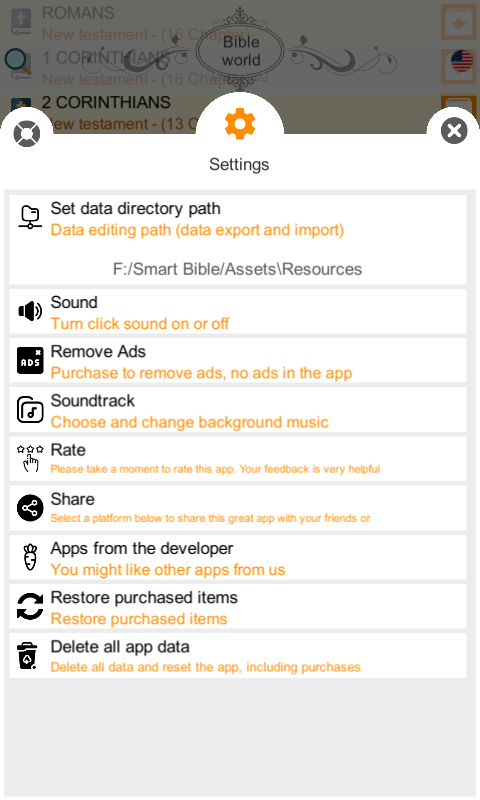 ROMANS
New testament - (16 Chapter)
1 CORINTHIANS
New testament - (16 Chapter)
Bible
world
2 CORINTHIANS
New testament - (13 C
Settings
Set data directory path
Data editing path (data export and import)
F:/Smart Bible/Assets\Resources
Sound
Turn click sound on or off
ADS
Remove Ads
Purchase to remove ads, no ads in the app
Soundtrack
Choose and change background music
Rate
Please take a moment to rate this app. Your feedback is very helpful
Share
Select a platform below to share this great app with your friends or
Apps from the developer
You might like other apps from us
Restore purchased items
Restore purchased items
Delete all app data
Delete all data and reset the app, including purchases